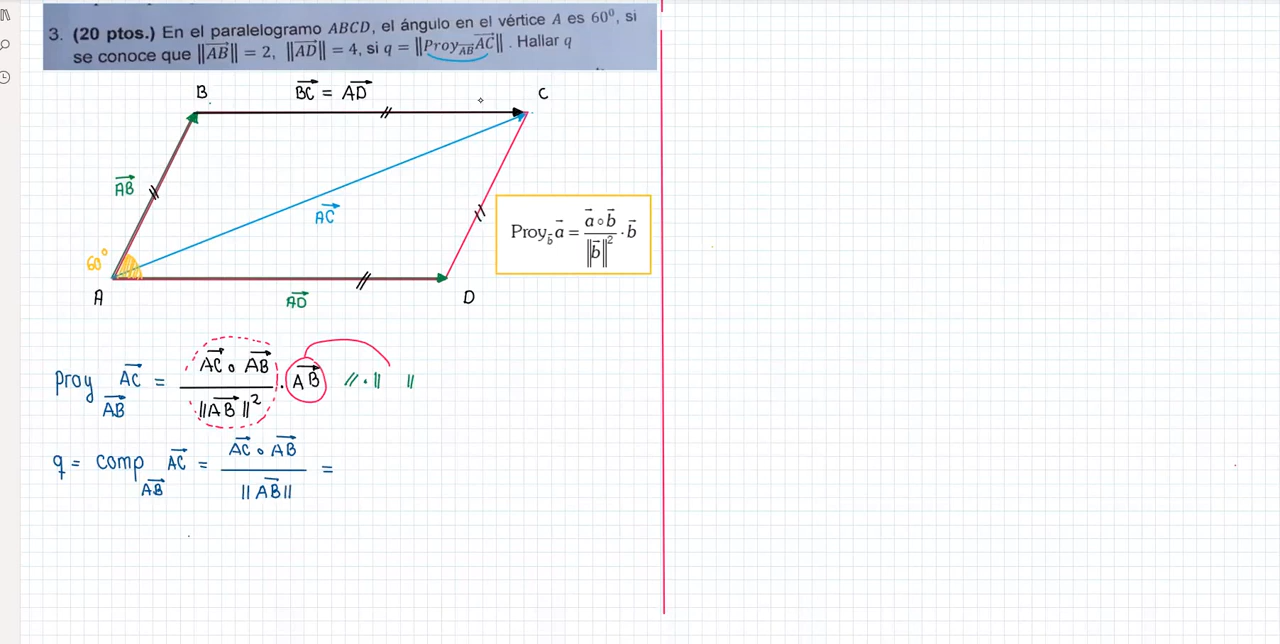 3. (20 ptos.) En el paralelogramo ABCD, el ángulo en el vértice A es 60⁰, si
se conoce que ‖AB⃗‖ = 2, ‖AD⃗‖ = 4, si q = ‖Proy_AB⃗ AC⃗‖. Hallar q
B BC⃗ = AD⃗ C
AB⃗
AC⃗
Proy_b⃗ a⃗ = (a⃗ ∘ b⃗)/‖b⃗‖² · b⃗
60°
A AD⃗ D
Proy_AB⃗ AC⃗ = (AC⃗ ∘ AB⃗)/‖AB⃗‖² · AB⃗ ‖·‖ ‖
q = comp_AB⃗ AC⃗ = (AC⃗ ∘ AB⃗)/‖AB⃗‖ =